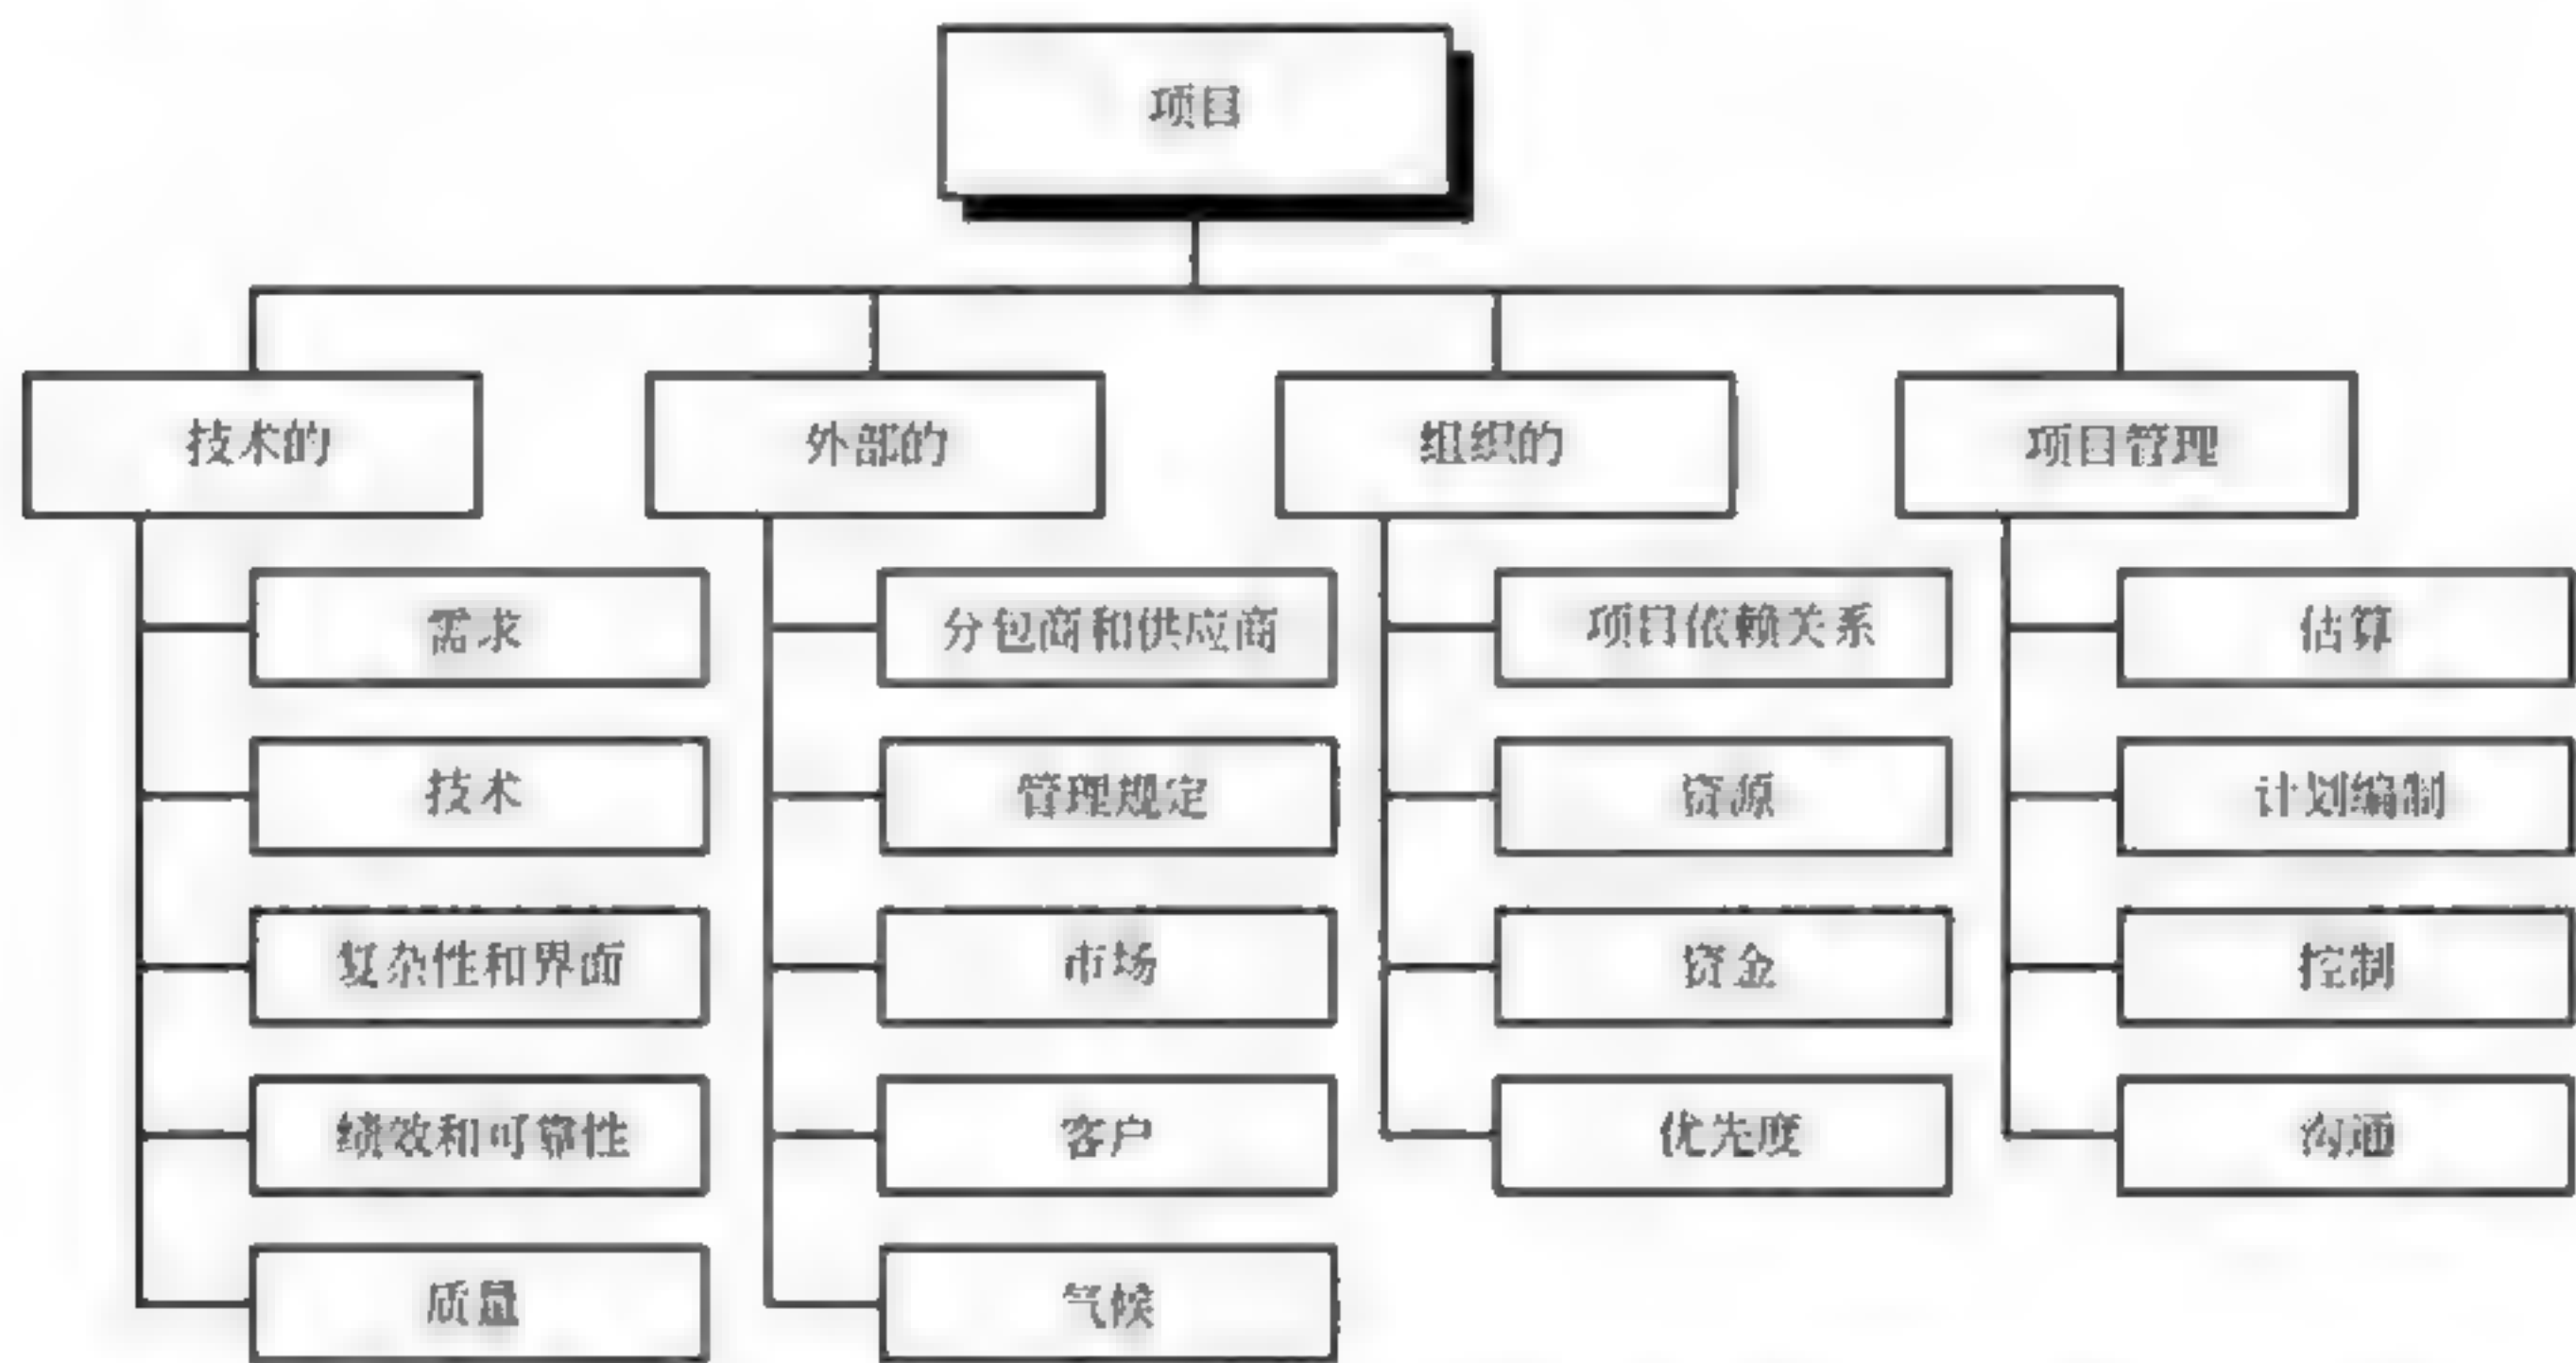 项目
技术的
外部的
组织的
项目管理
需求
分包商和供应商
项目依赖关系
估算
技术
管理规定
资源
计划编制
复杂性和界面
市场
资金
控制
绩效和可靠性
客户
优先度
沟通
质量
气候